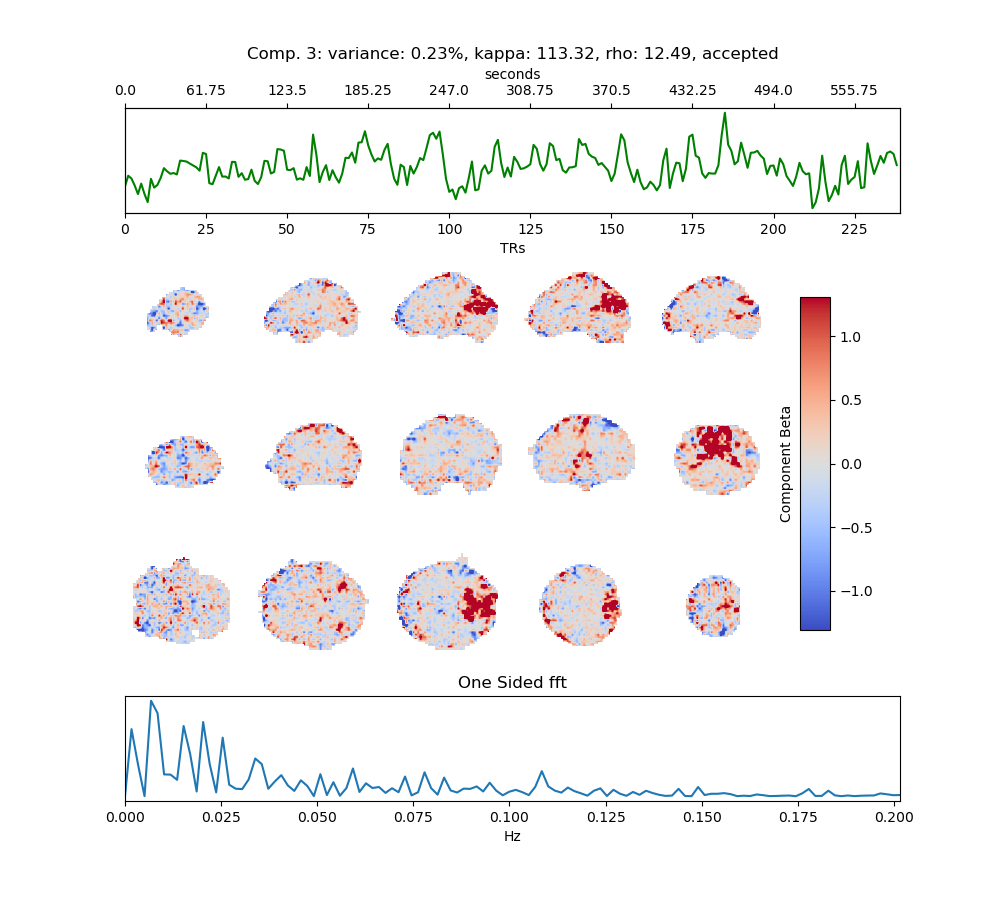 Comp. 3: variance: 0.23%, kappa: 113.32, rho: 12.49, accepted
seconds
0.0 61.75 123.5 185.25 247.0 308.75 370.5 432.25 494.0 555.75
0 25 50 75 100 125 150 175 200 225
TRs
1.0
0.5
0.0
−0.5
−1.0
Component Beta
One Sided fft
0.000 0.025 0.050 0.075 0.100 0.125 0.150 0.175 0.200
Hz